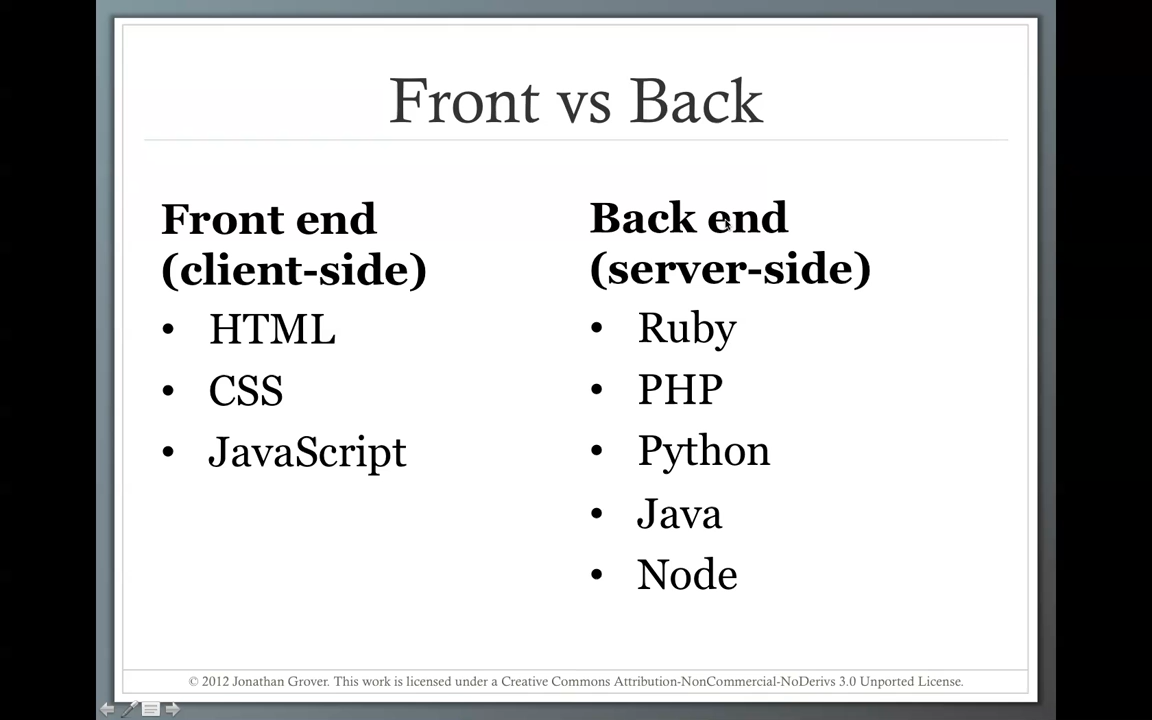 Front vs Back
Front end
(client-side)
• HTML
• CSS
• JavaScript
Back end
(server-side)
• Ruby
• PHP
• Python
• Java
• Node
© 2012 Jonathan Grover. This work is licensed under a Creative Commons Attribution-NonCommercial-NoDerivs 3.0 Unported License.